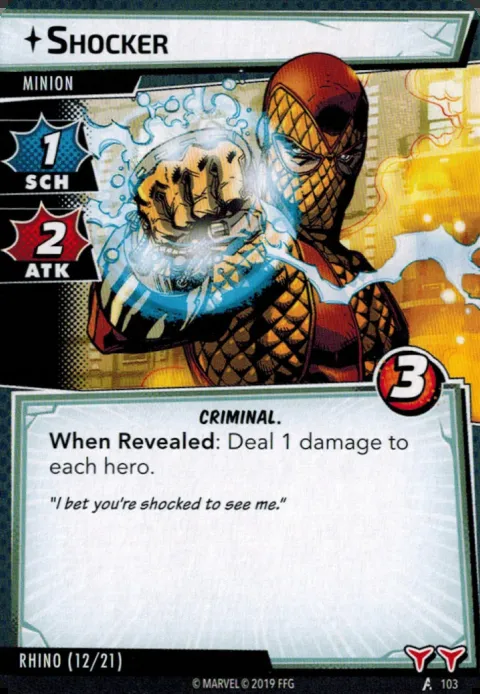 SHOCKER
MINION
1
SCH
2
ATK
3
CRIMINAL.
When Revealed: Deal 1 damage to
each hero.
"I bet you're shocked to see me."
RHINO (12/21)
© MARVEL © 2019 FFG
103